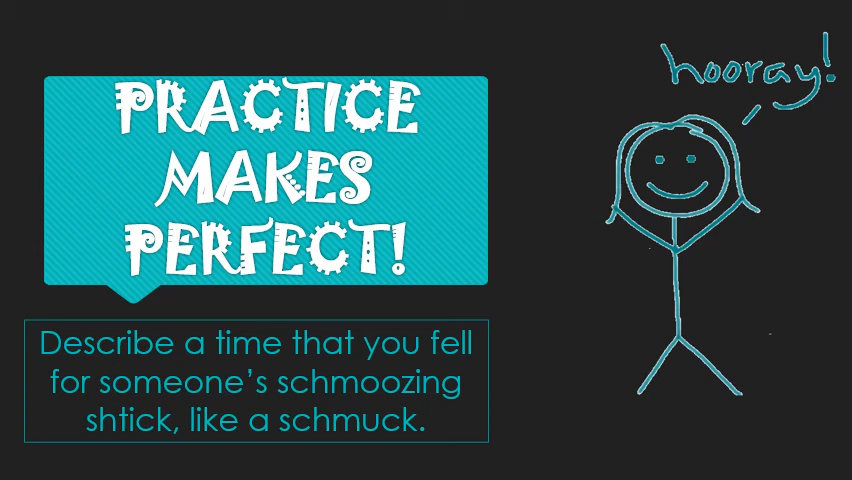 PRACTICE
MAKES
PERFECT!
hooray!
Describe a time that you fell
for someone's schmoozing
shtick, like a schmuck.